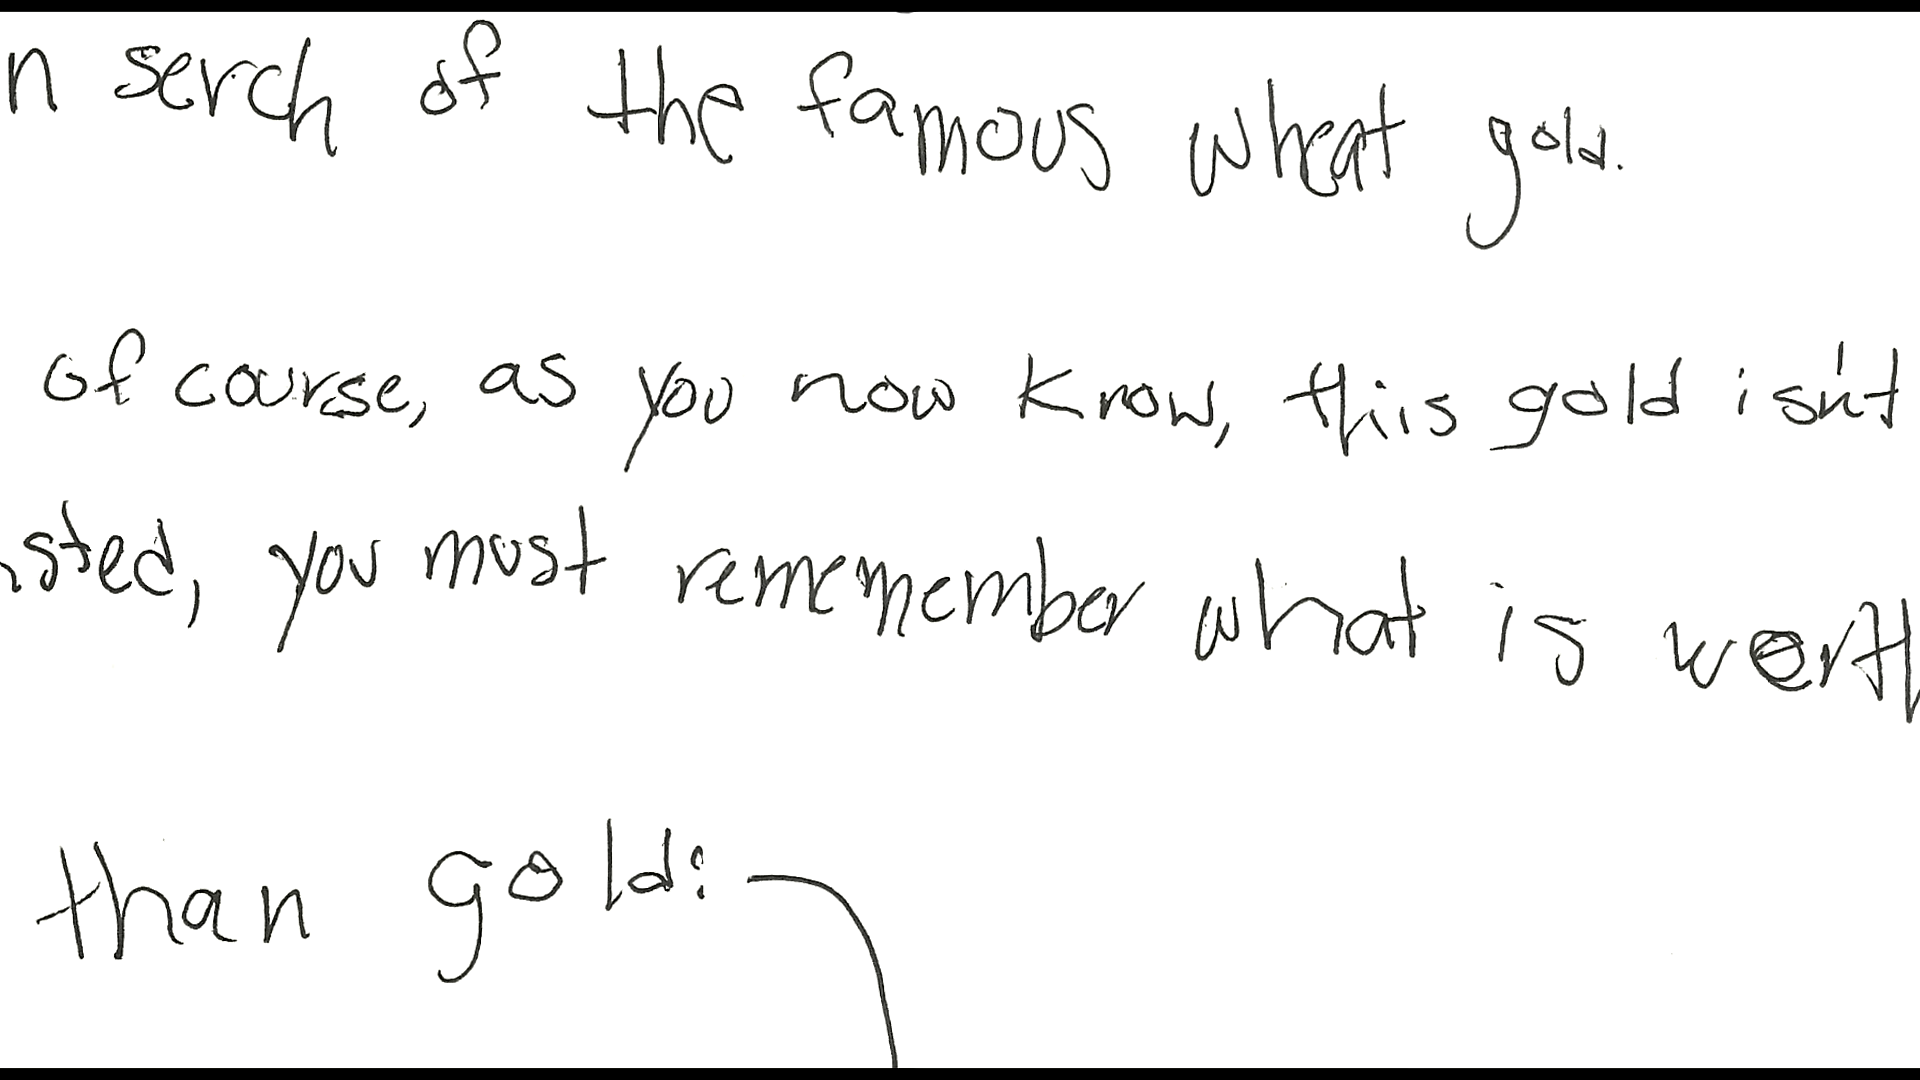 n serch of the famous wheat gold.
of course, as you now know, this gold isn't
sted, you must rememember what is worth
than gold: